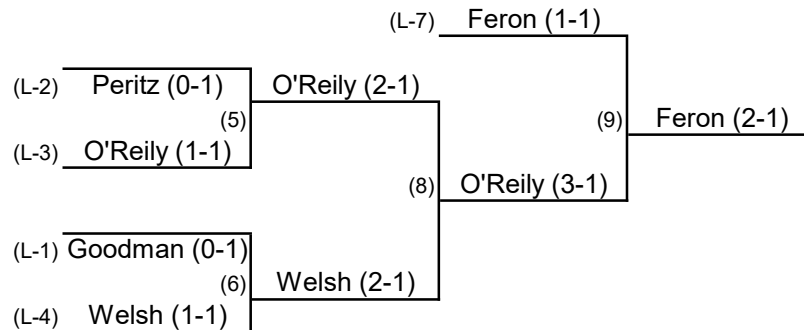 (L-7) Feron (1-1)
(L-2) Peritz (0-1) O'Reily (2-1)
(5) (9) Feron (2-1)
(L-3) O'Reily (1-1)
(8) O'Reily (3-1)
(L-1) Goodman (0-1)
(6) Welsh (2-1)
(L-4) Welsh (1-1)